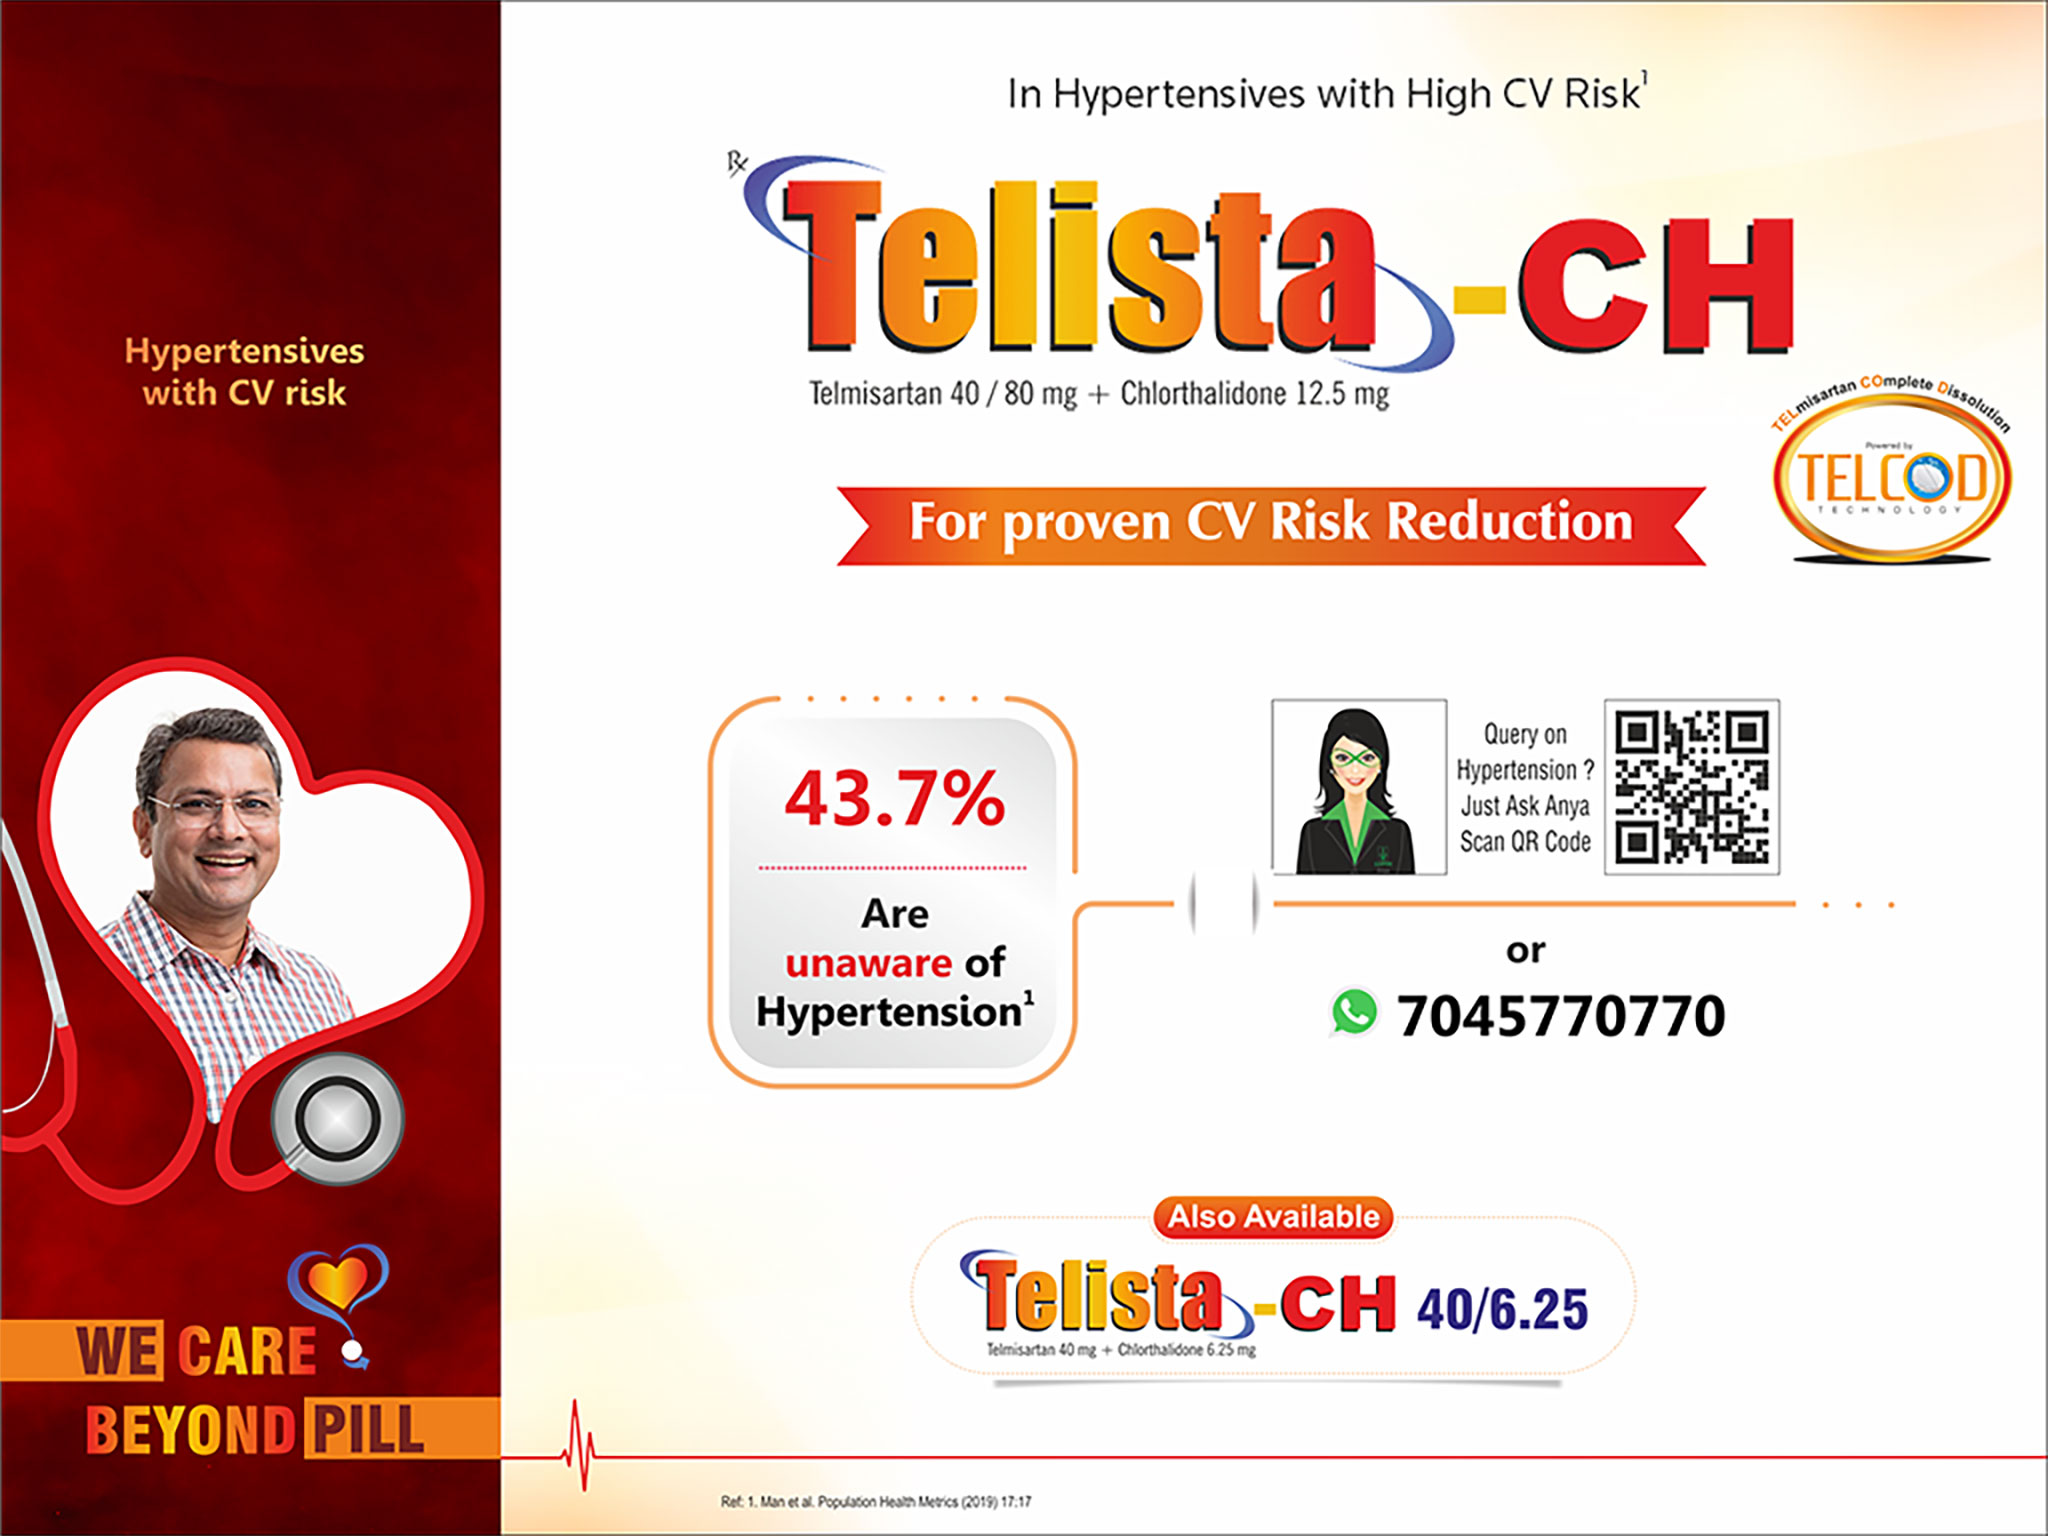 Hypertensives
with CV risk
WE CARE
BEYOND PILL
In Hypertensives with High CV Risk¹
Rx
Telista-CH
Telmisartan 40 / 80 mg + Chlorthalidone 12.5 mg
TELmisartan COmplete Dissolution
Powered by
TELCOD
TECHNOLOGY
For proven CV Risk Reduction
43.7%
Are
unaware of
Hypertension¹
Query on
Hypertension ?
Just Ask Anya
Scan QR Code
or
7045770770
Also Available
Telista-CH 40/6.25
Telmisartan 40 mg + Chlorthalidone 6.25 mg
Ref: 1. Man et al. Population Health Metrics (2019) 17:17